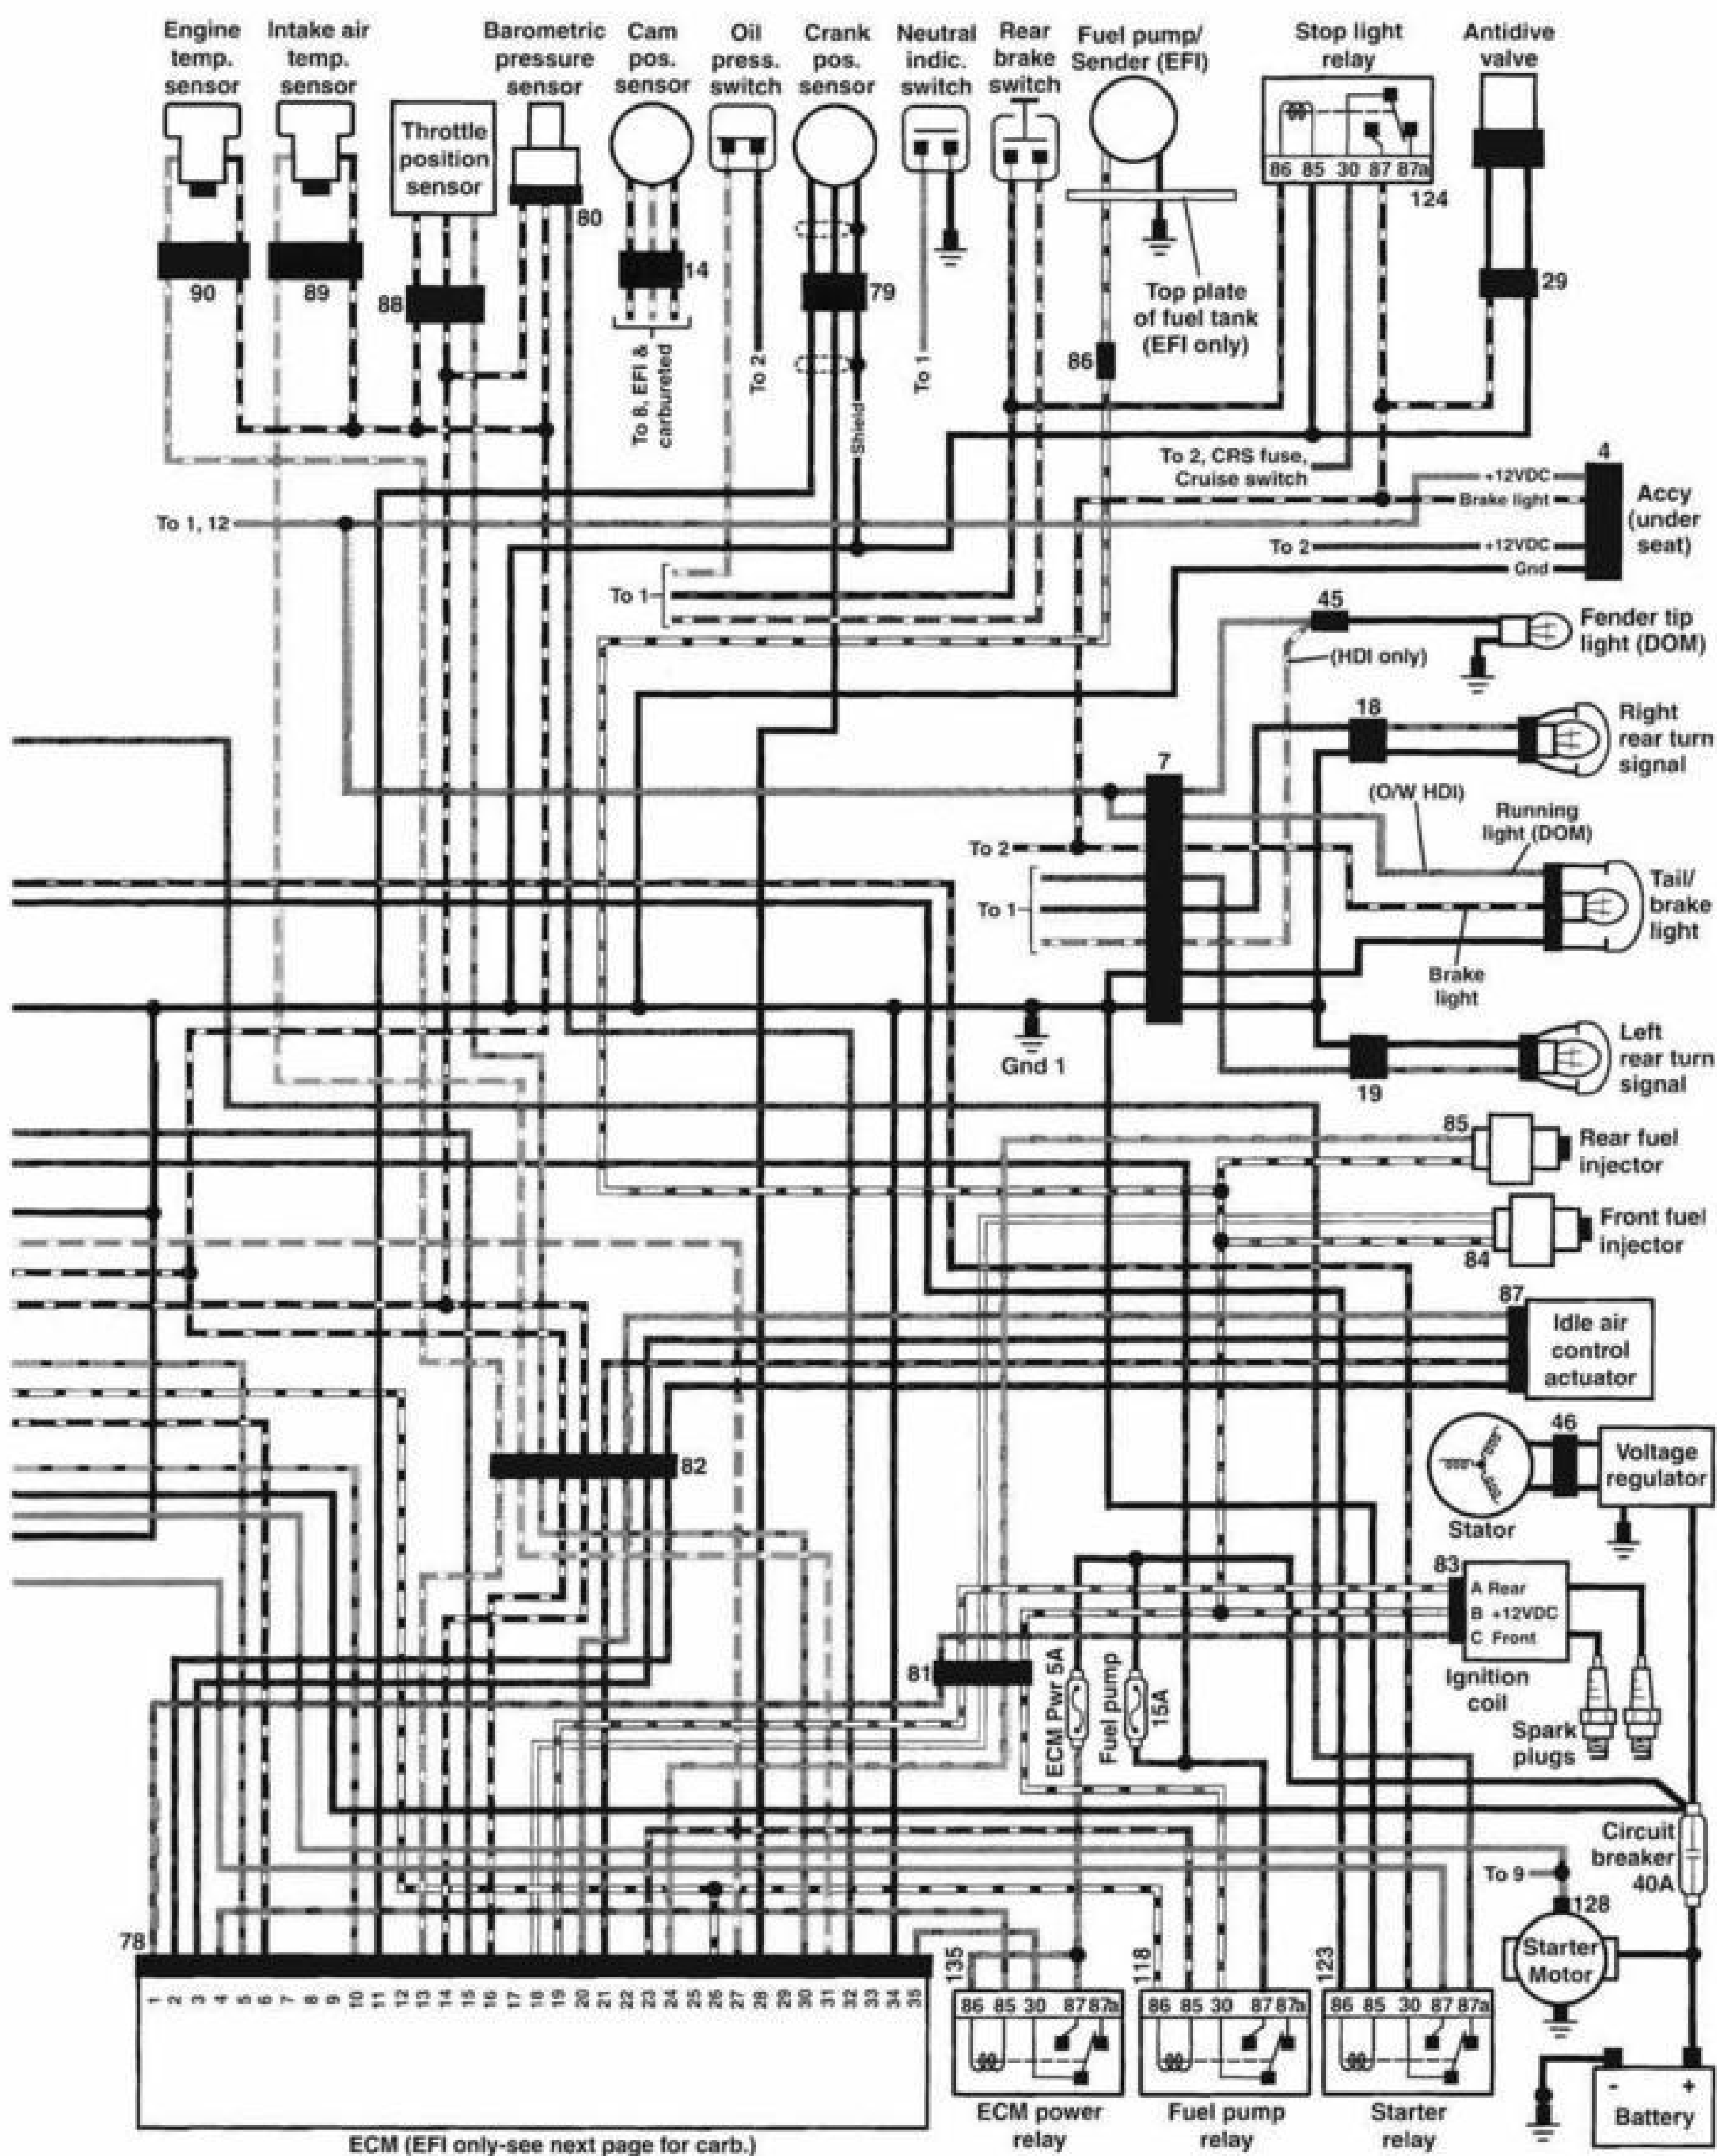 Engine
temp.
sensor
Intake air
temp.
sensor
Throttle
position
sensor
Barometric
pressure
sensor
Cam
pos.
sensor
Oil
press.
switch
Crank
pos.
sensor
Neutral
indic.
switch
Rear
brake
switch
Fuel pump/
Sender (EFI)
Stop light
relay
Antidive
valve
86 85 30 87 87a
124
80
90
89
88
14
79
86
29
To 8, EFI &
carbureted
To 2
Shield
To 1
Top plate
of fuel tank
(EFI only)
To 2, CRS fuse,
Cruise switch
4
+12VDC
Brake light
+12VDC
Gnd
Accy
(under
seat)
To 1, 12
To 2
To 1
45
(HDI only)
Fender tip
light (DOM)
18
Right
rear turn
signal
7
(O/W HDI)
Running
light (DOM)
To 2
To 1
Tail/
brake
light
Brake
light
Gnd 1
19
Left
rear turn
signal
85
Rear fuel
injector
84
Front fuel
injector
87
Idle air
control
actuator
82
46
Stator
Voltage
regulator
83
A Rear
B +12VDC
C Front
Ignition
coil
Spark
plugs
81
ECM Pwr 5A
Fuel pump
15A
Circuit
breaker
40A
To 9
128
Starter
Motor
78
1 2 3 4 5 6 7 8 9 10 11 12 13 14 15 16 17 18 19 20 21 22 23 24 25 26 27 28 29 30 31 32 33 34 35
135
86 85 30 87 87a
ECM power
relay
118
86 85 30 87 87a
Fuel pump
relay
123
86 85 30 87 87a
Starter
relay
- +
Battery
ECM (EFI only-see next page for carb.)